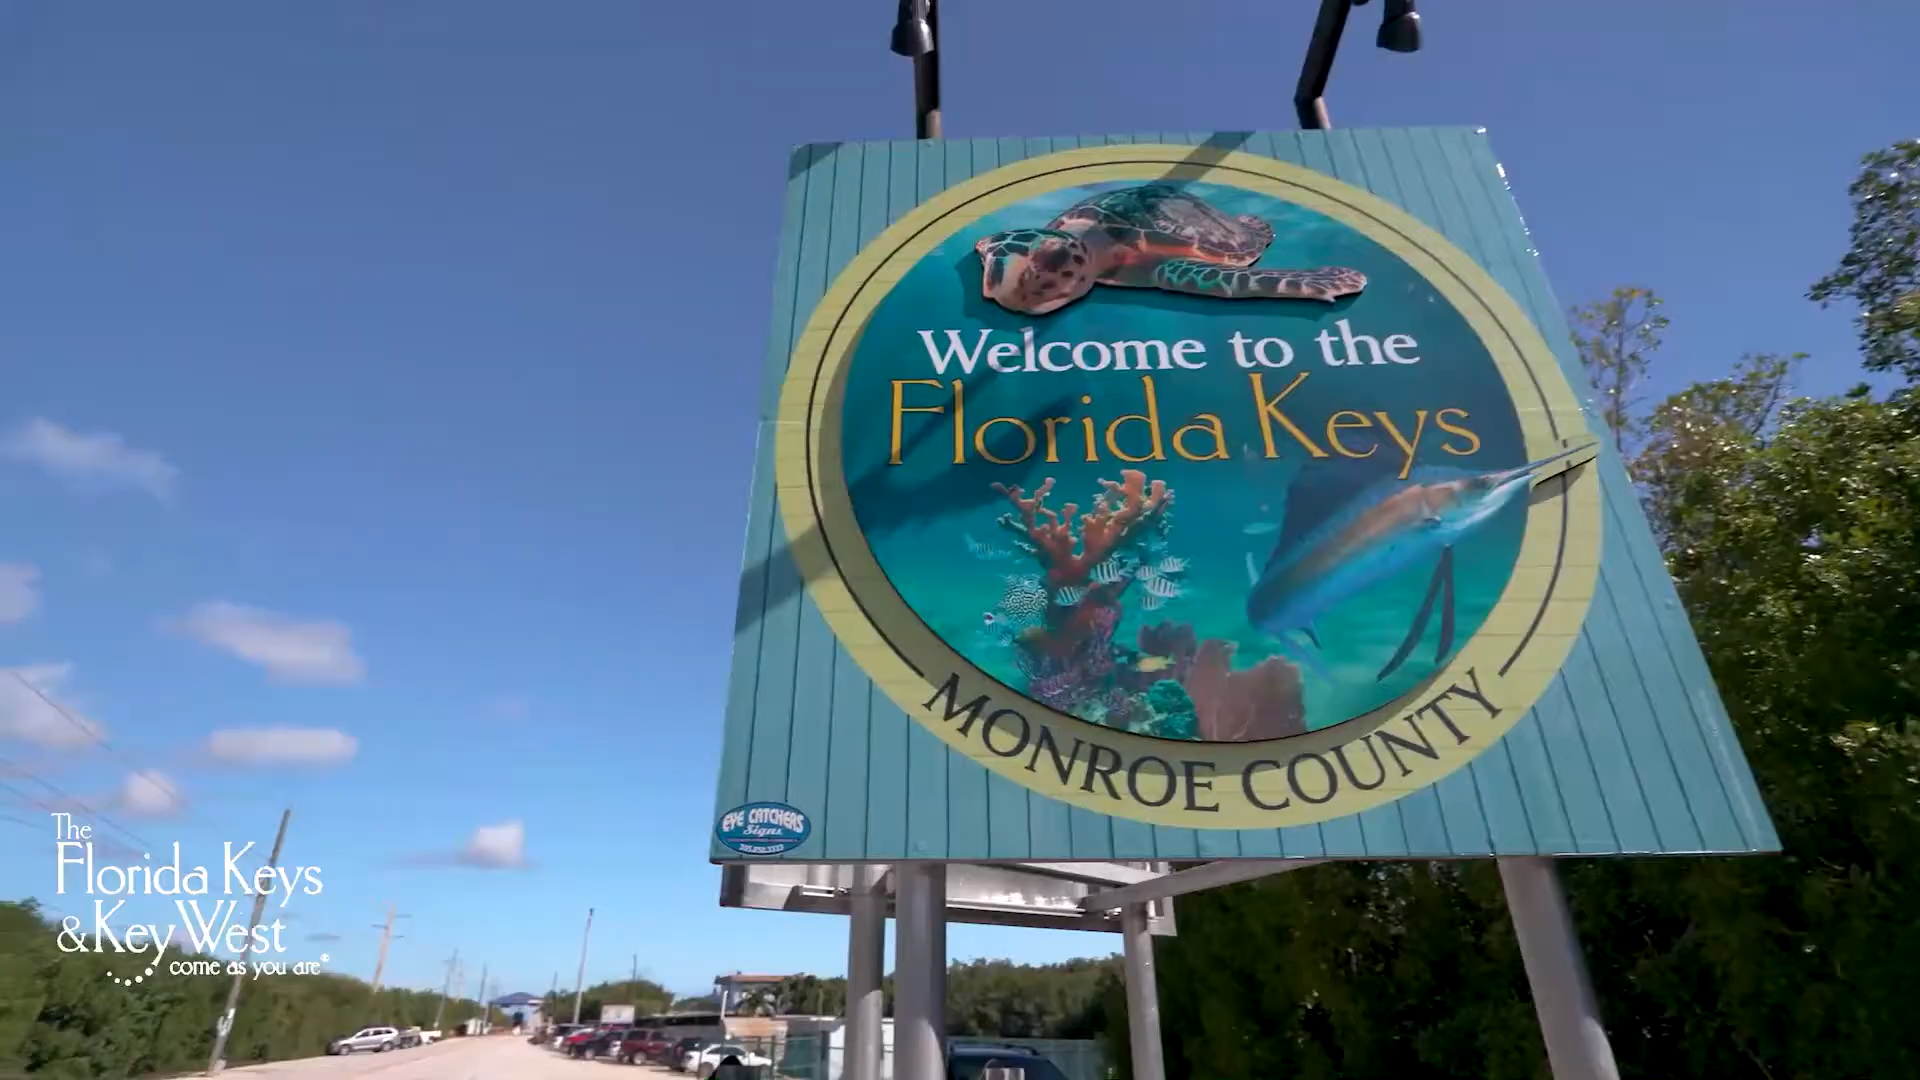 Welcome to the
Florida Keys
MONROE COUNTY
EYE CATCHERS
Signs
The
Florida Keys
& Key West
come as you are®